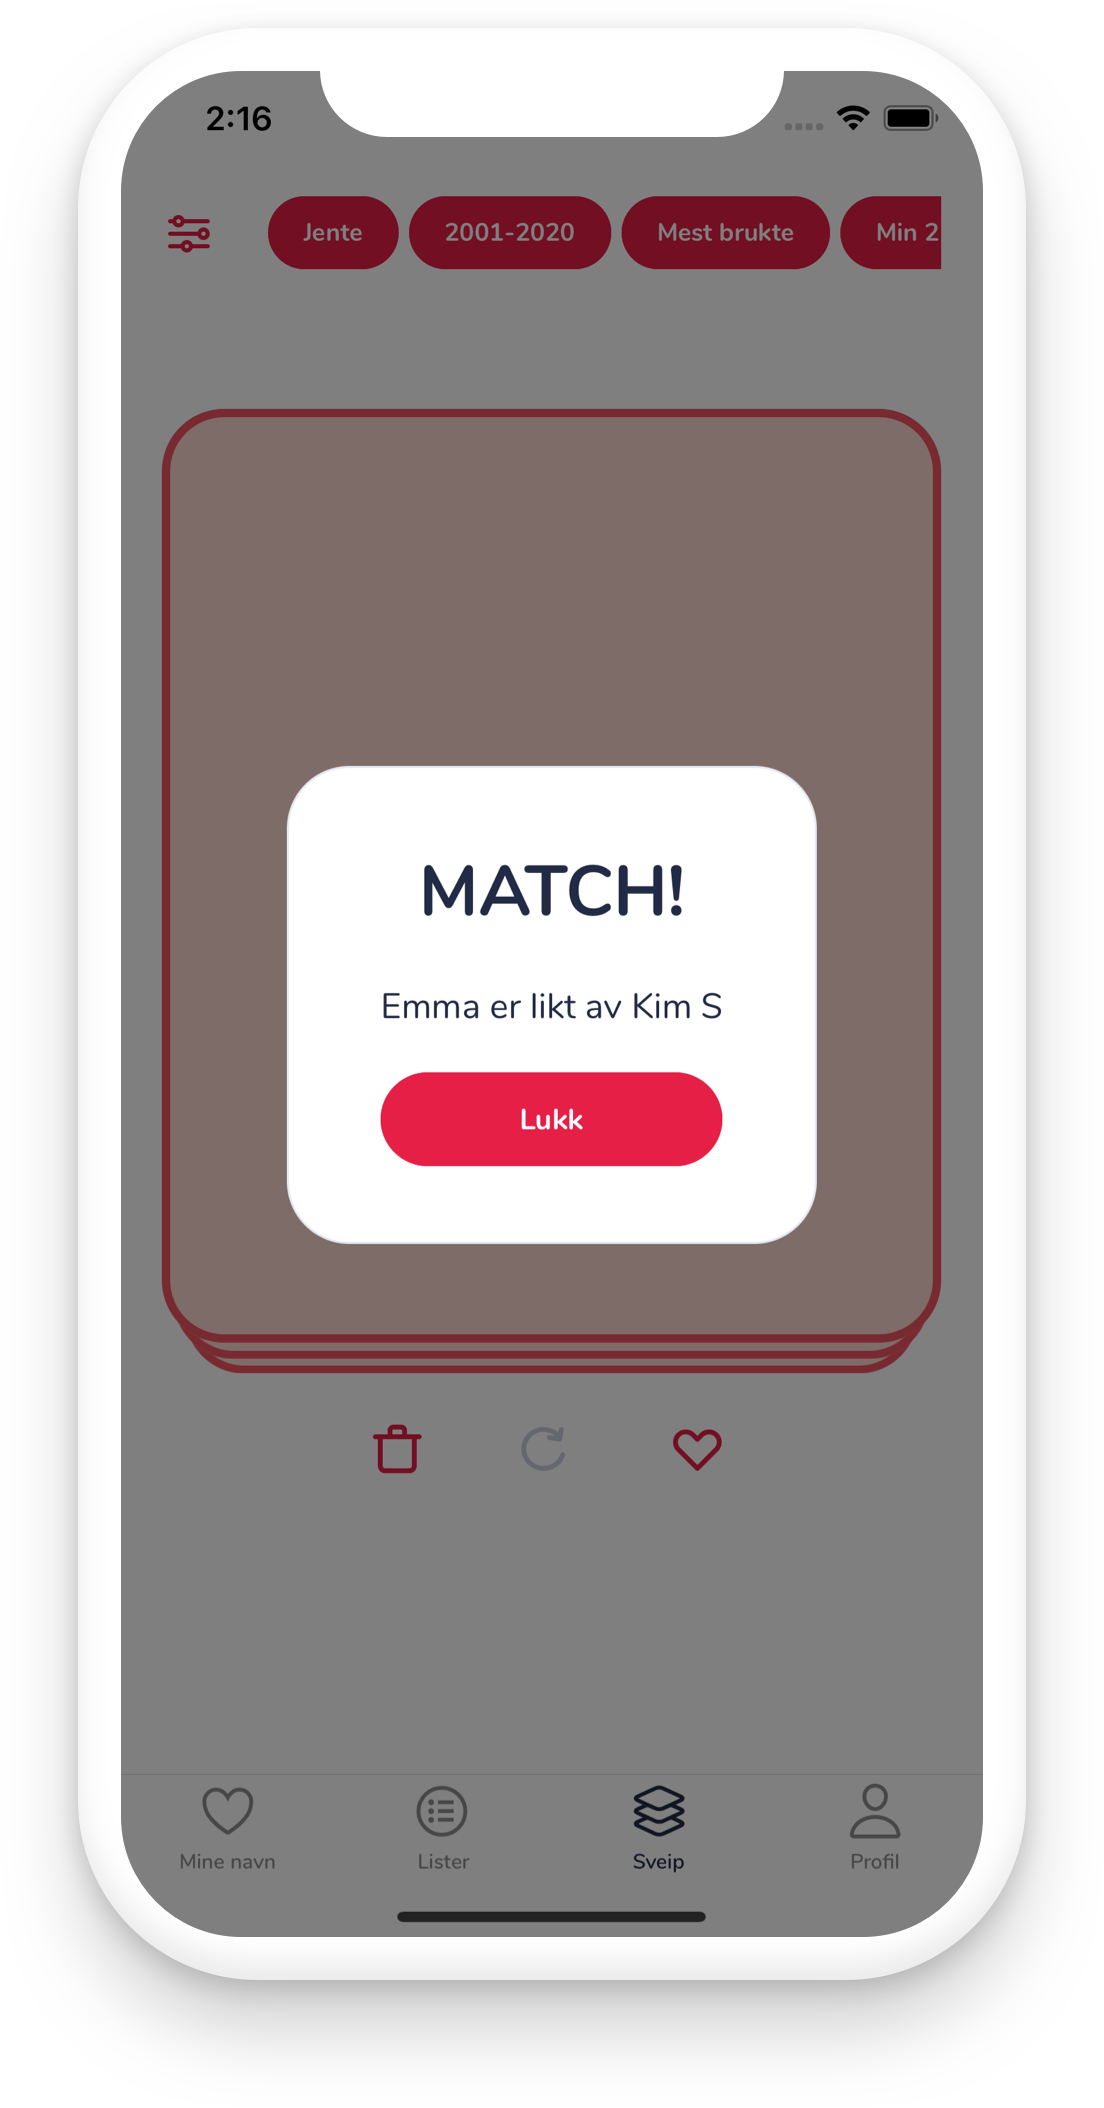 2:16
Jente
2001-2020
Mest brukte
Min 2
MATCH!
Emma er likt av Kim S
Lukk
Mine navn
Lister
Sveip
Profil